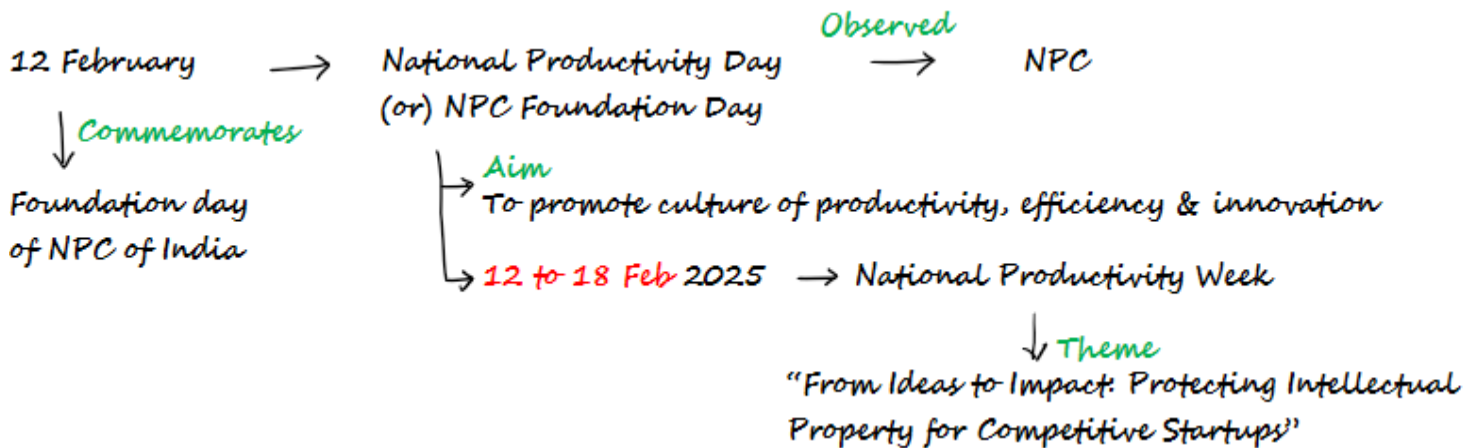 Observed
12 February → National Productivity Day → NPC
(or) NPC Foundation Day
Commemorates
Aim
Foundation day
To promote culture of productivity, efficiency & innovation
of NPC of India
12 to 18 Feb 2025 → National Productivity Week
Theme
“From Ideas to Impact: Protecting Intellectual
Property for Competitive Startups”